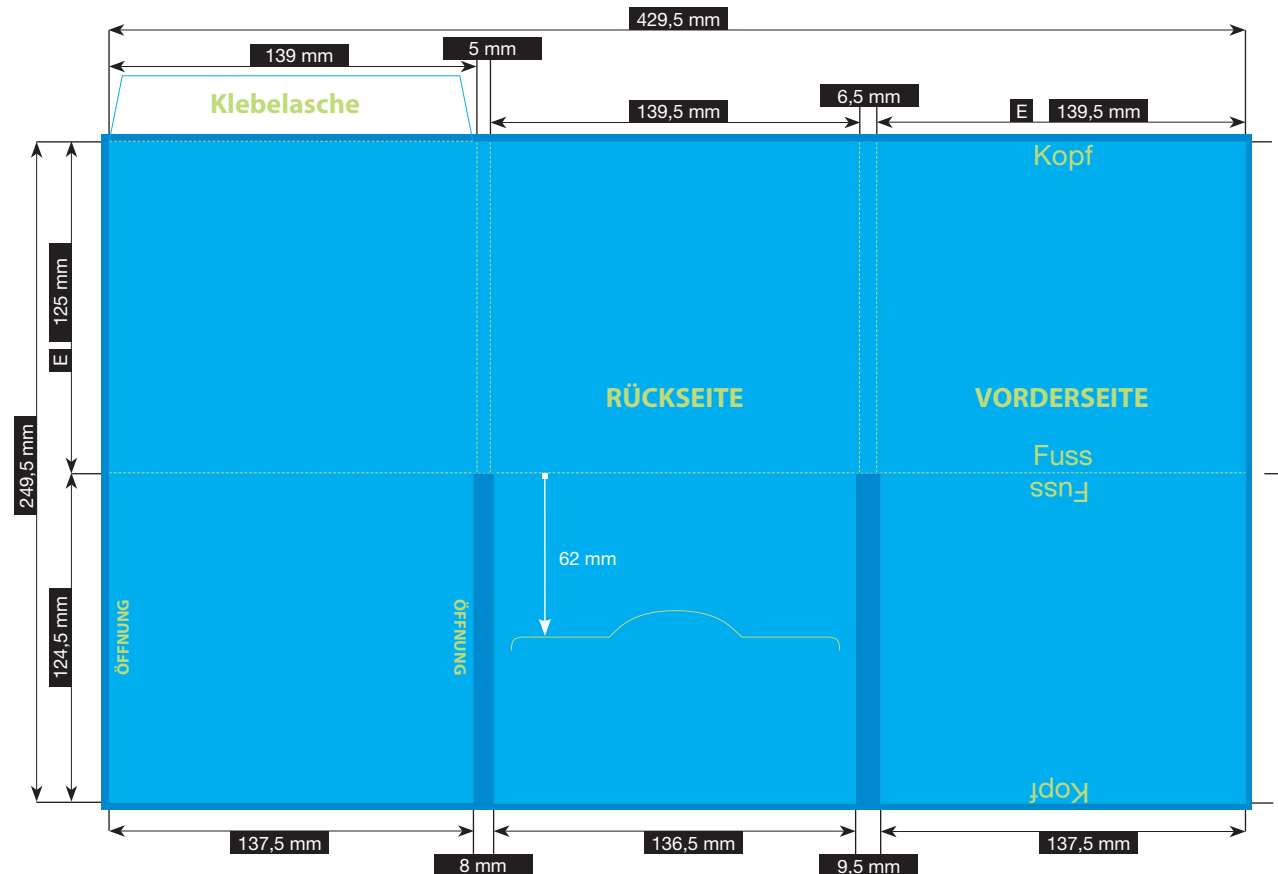 429,5 mm
139 mm
5 mm
Klebelasche
139,5 mm
6,5 mm
E 139,5 mm
Kopf
249,5 mm
E 125 mm
RÜCKSEITE
VORDERSEITE
Fuss
Fuss
62 mm
124,5 mm
ÖFFNUNG
ÖFFNUNG
Kopf
137,5 mm
8 mm
136,5 mm
9,5 mm
137,5 mm